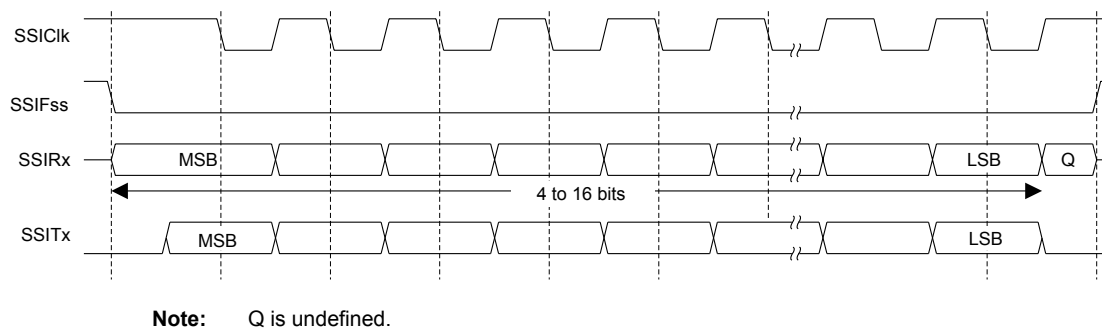 SSIClk
SSIFss
SSIRx MSB LSB Q
4 to 16 bits
SSITx MSB LSB
Note: Q is undefined.